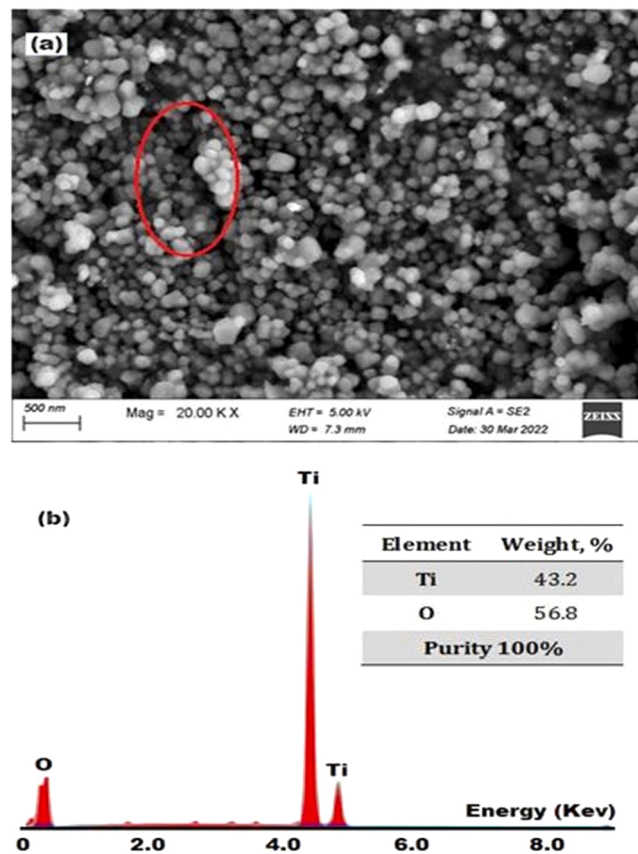 (a)
500 nm
Mag = 20.00 K X
EHT = 5.00 kV
Signal A = SE2
WD = 7.3 mm
Date: 30 Mar 2022
ZEISS
Ti
(b)
Element Weight, %
Ti 43.2
O 56.8
Purity 100%
O
Ti
Energy (Kev)
0 2.0 4.0 6.0 8.0